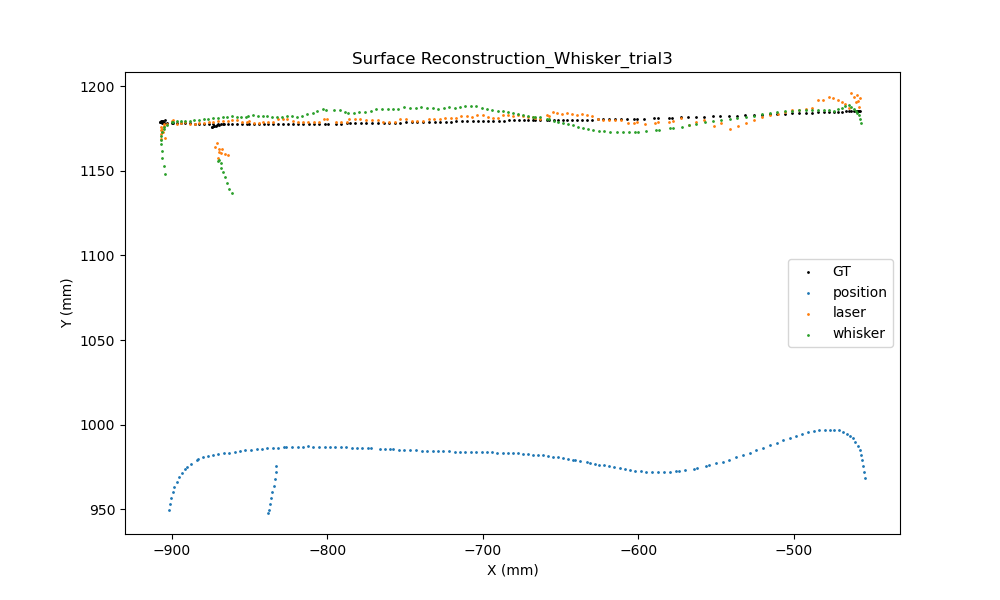 Surface Reconstruction_Whisker_trial3
1200
1150
1100
1050
1000
950
Y (mm)
−900
−800
−700
−600
−500
X (mm)
GT
position
laser
whisker